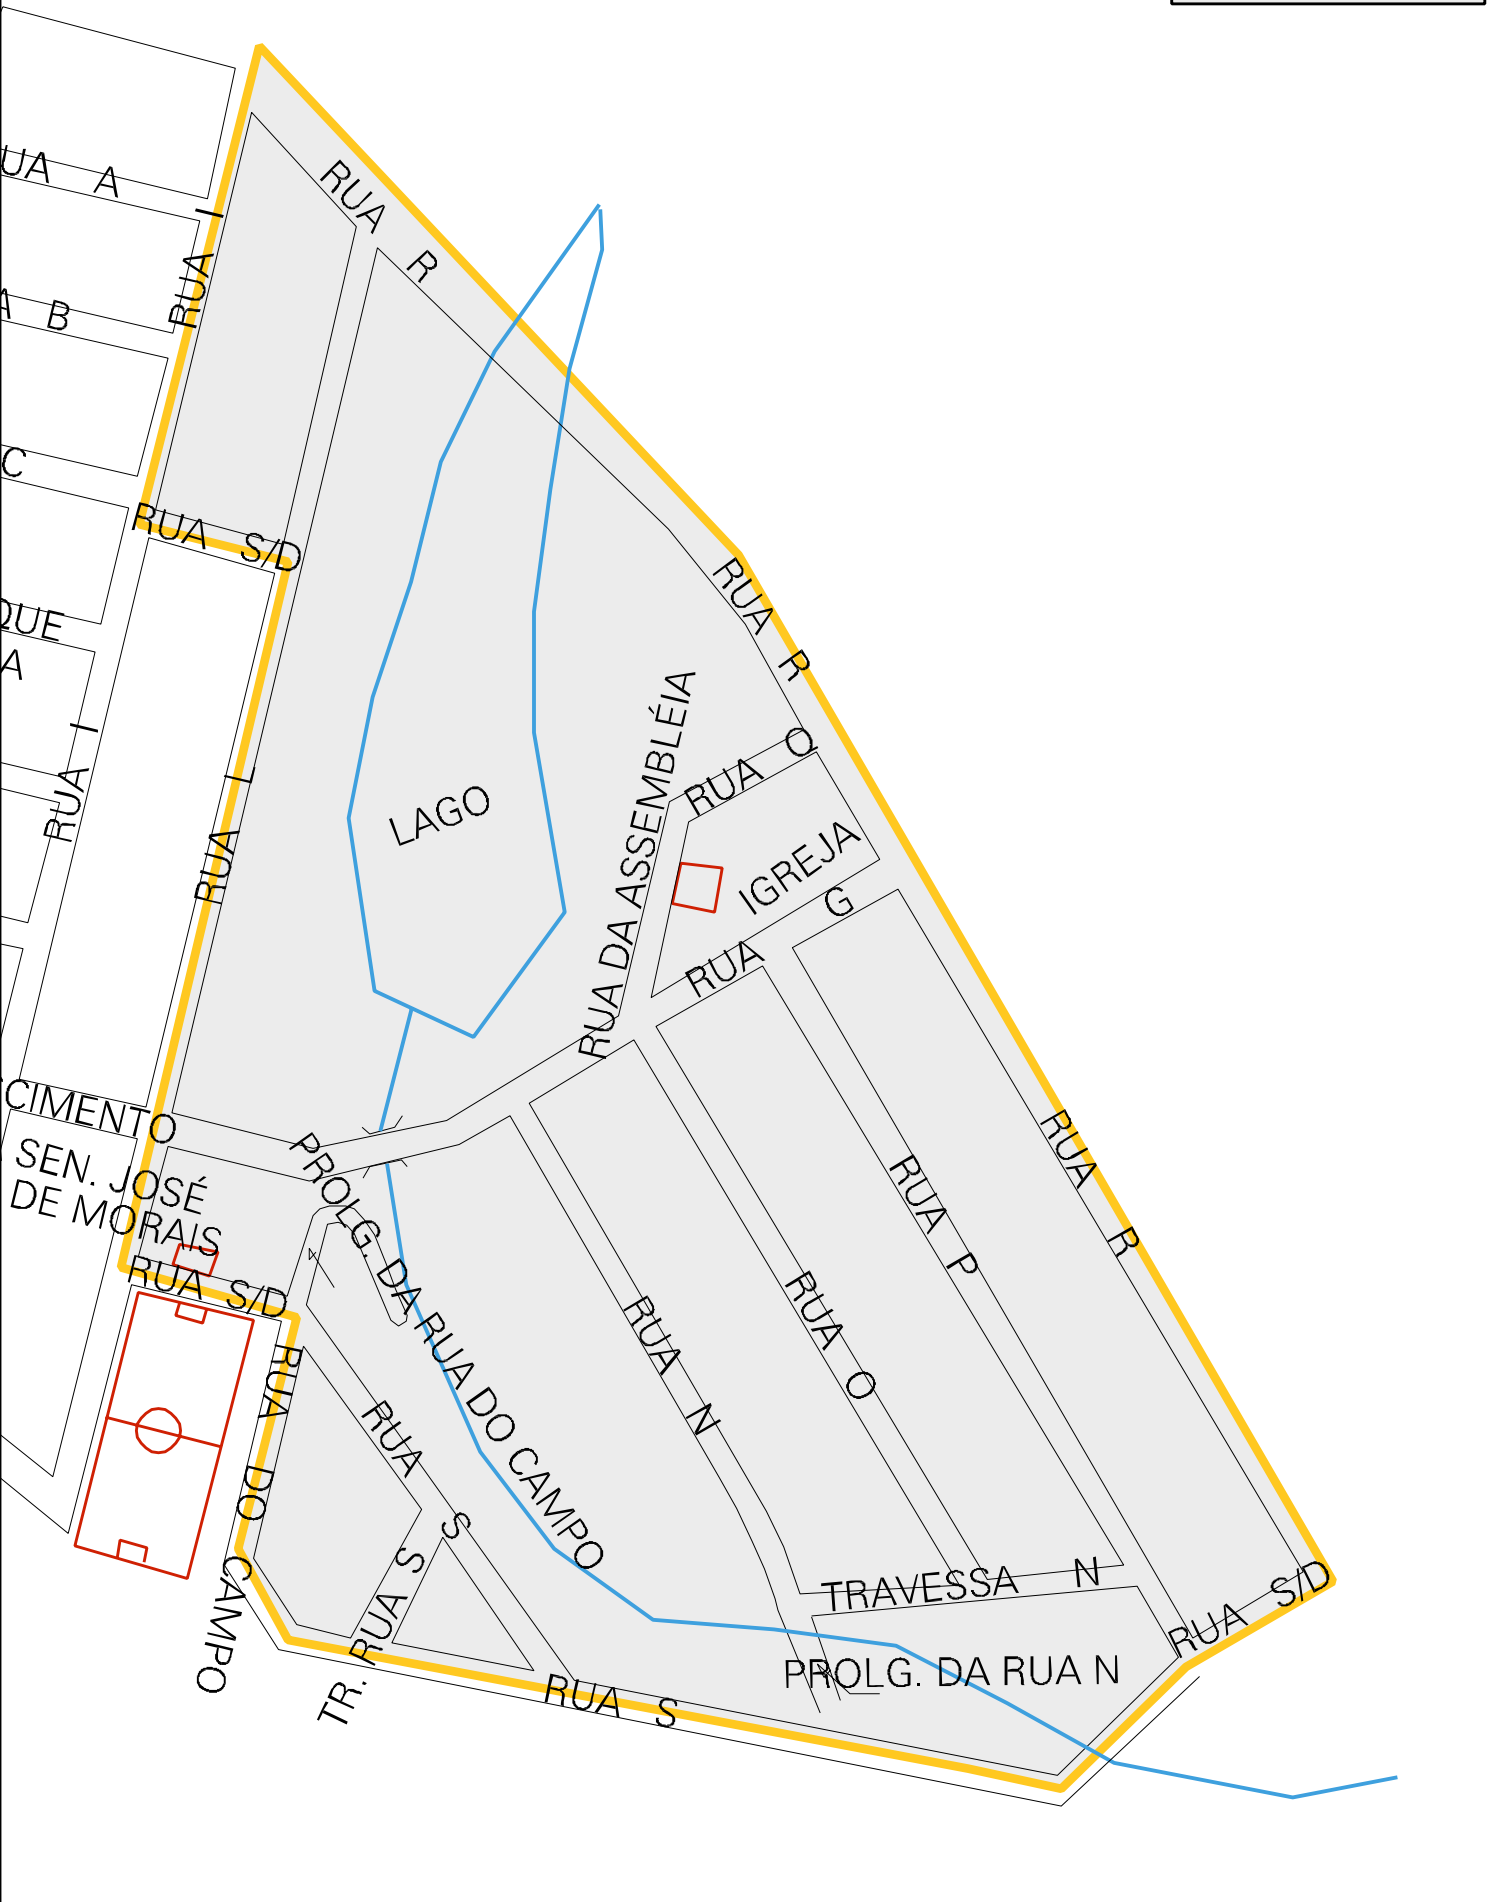 RUA R
UA A
RUA I
A B
C
RUA S/D
RUA R
QUE
A
RUA I
RUA L
LAGO
RUA DA ASSEMBLÉIA
RUA Q
IGREJA
RUA G
CIMENTO
SEN. JOSÉ
DE MORAIS
PROLG. DA RUA DO CAMPO
RUA R
RUA P
RUA O
RUA N
RUA S/D
RUA DO CAMPO
RUA S
TR. RUA S
TRAVESSA N
RUA S/D
PROLG. DA RUA N
RUA S